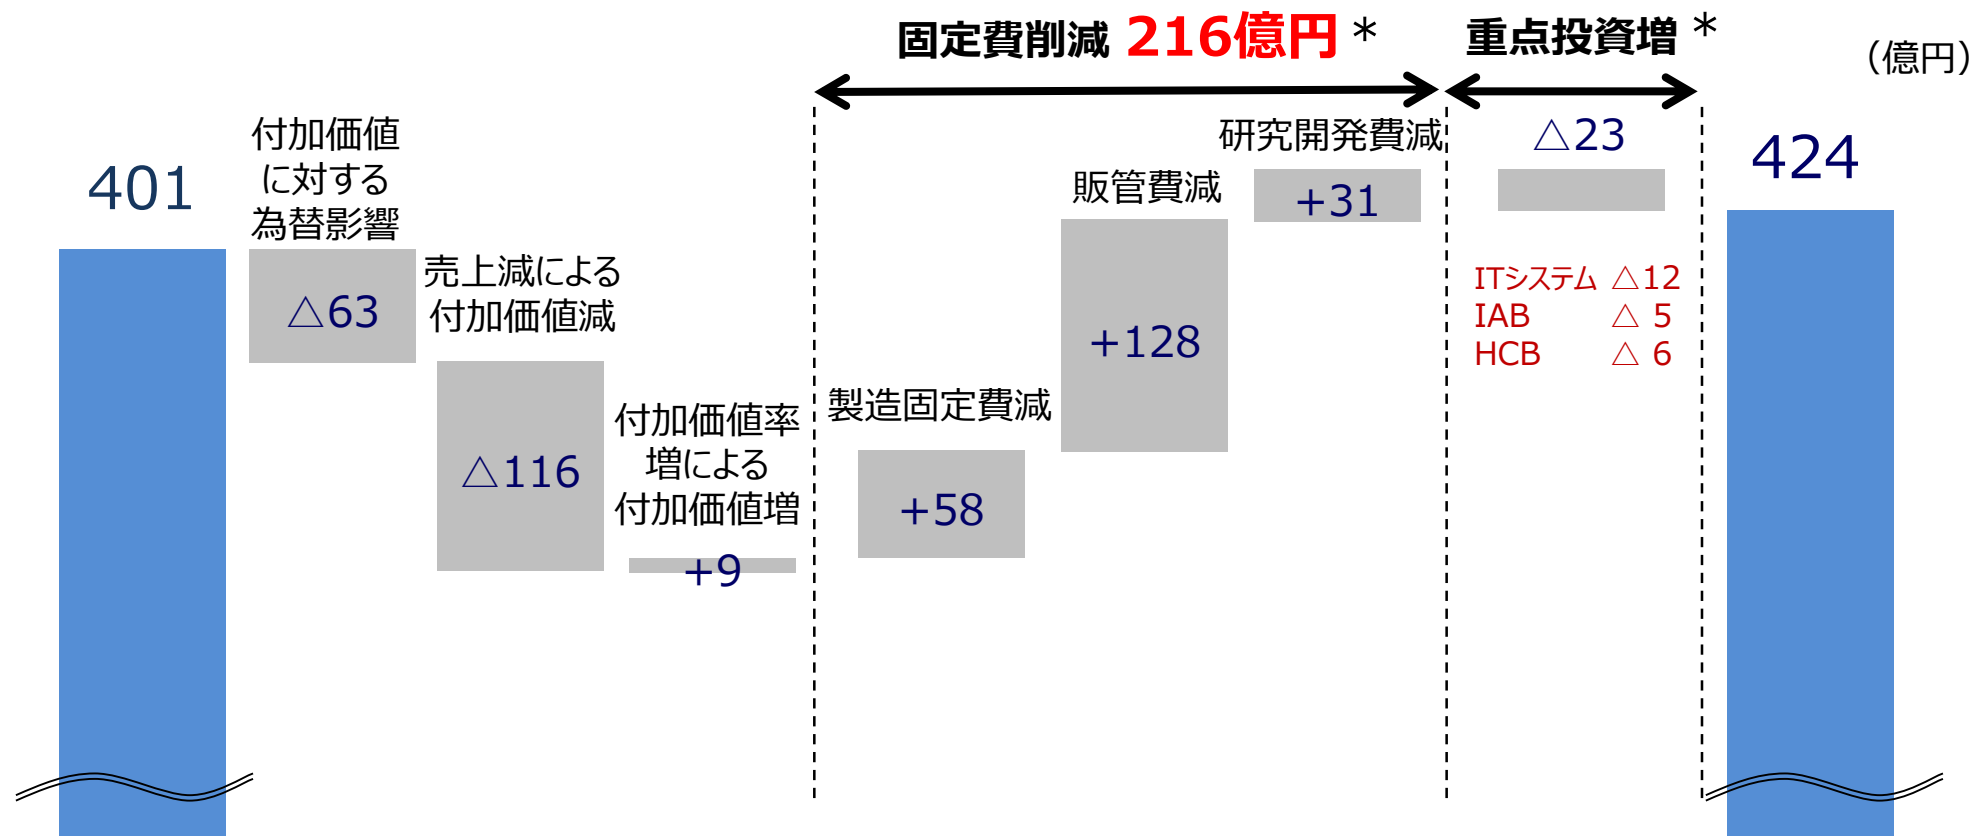 固定費削減 216億円 *
重点投資増 *
（億円）
401
付加価値
に対する
為替影響
△63
売上減による
付加価値減
△116
付加価値率
増による
付加価値増
+9
製造固定費減
+58
販管費減
+128
研究開発費減
+31
△23
ITシステム △12
IAB △ 5
HCB △ 6
424